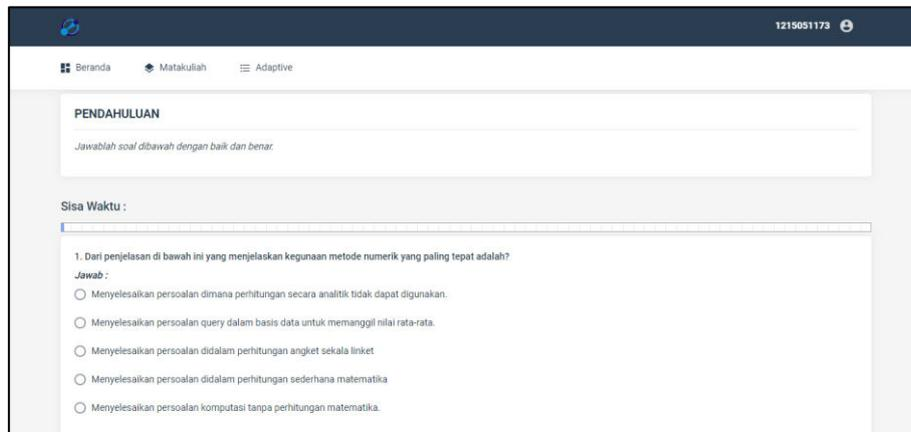 1215051173
Beranda Matakuliah Adaptive
PENDAHULUAN
Jawablah soal dibawah dengan baik dan benar.
Sisa Waktu :
1. Dari penjelasan di bawah ini yang menjelaskan kegunaan metode numerik yang paling tepat adalah?
Jawab :
Menyelesaikan persoalan dimana perhitungan secara analitik tidak dapat digunakan.
Menyelesaikan persoalan query dalam basis data untuk memanggil nilai rata-rata.
Menyelesaikan persoalan didalam perhitungan angket sekala linket
Menyelesaikan persoalan didalam perhitungan sederhana matematika
Menyelesaikan persoalan komputasi tanpa perhitungan matematika.